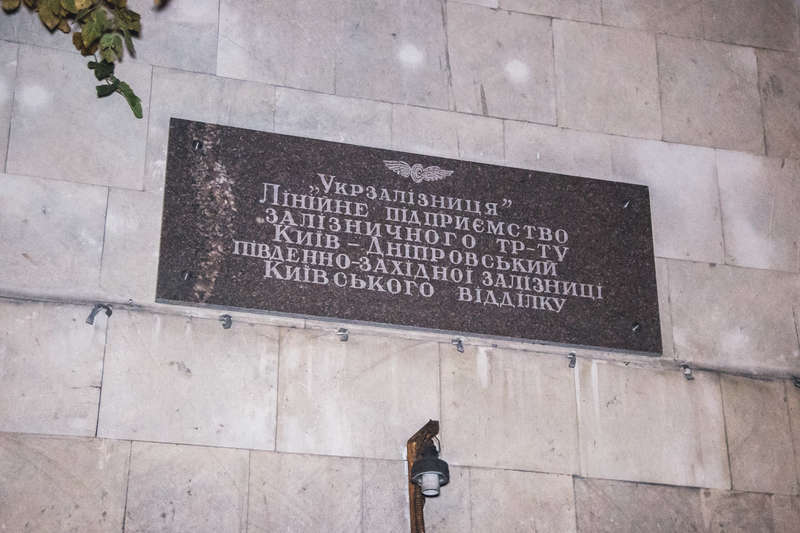 „Укрзалізниця”
Лінійне підприємство
залізничного тр-ту
Київ – Дніпровський
південно-західної залізниці
Київського відділку